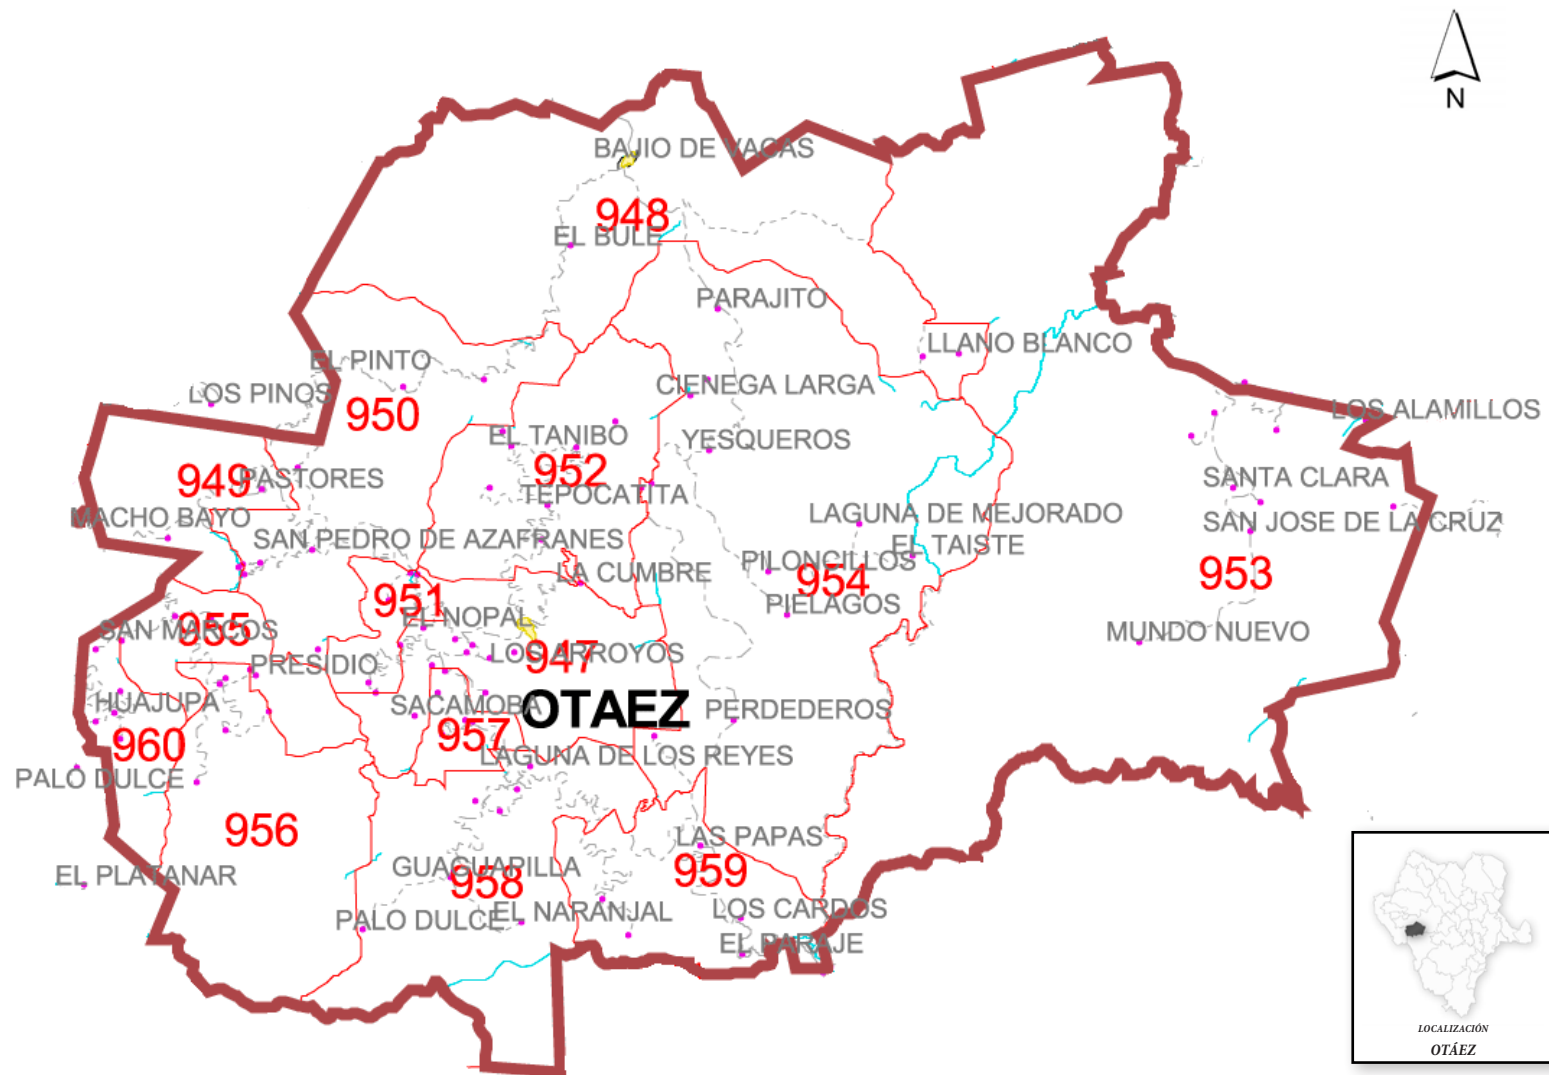 N
BAJIO DE VACAS
948
EL BULE
PARAJITO
LLANO BLANCO
EL PINTO
LOS PINOS
CIENEGA LARGA
950
LOS ALAMILLOS
EL TANIBO
YESQUEROS
952
949
PASTORES
SANTA CLARA
TEPOCATITA
MACHO BAYO
LAGUNA DE MEJORADO
SAN JOSE DE LA CRUZ
SAN PEDRO DE AZAFRANES
EL TAISTE
PILONCILLOS
LA CUMBRE
954
953
951
PIELAGOS
EL NOPAL
955
SAN MARCOS
MUNDO NUEVO
947
LOS ARROYOS
PRESIDIO
HUAJUPA
SACAMOBA
OTAEZ
PERDEDEROS
957
960
LAGUNA DE LOS REYES
PALO DULCE
956
LAS PAPAS
GUAGUAPILLA
959
EL PLATANAR
958
EL NARANJAL
LOS CARDOS
PALO DULCE
EL PARAJE
LOCALIZACIÓN
OTÁEZ